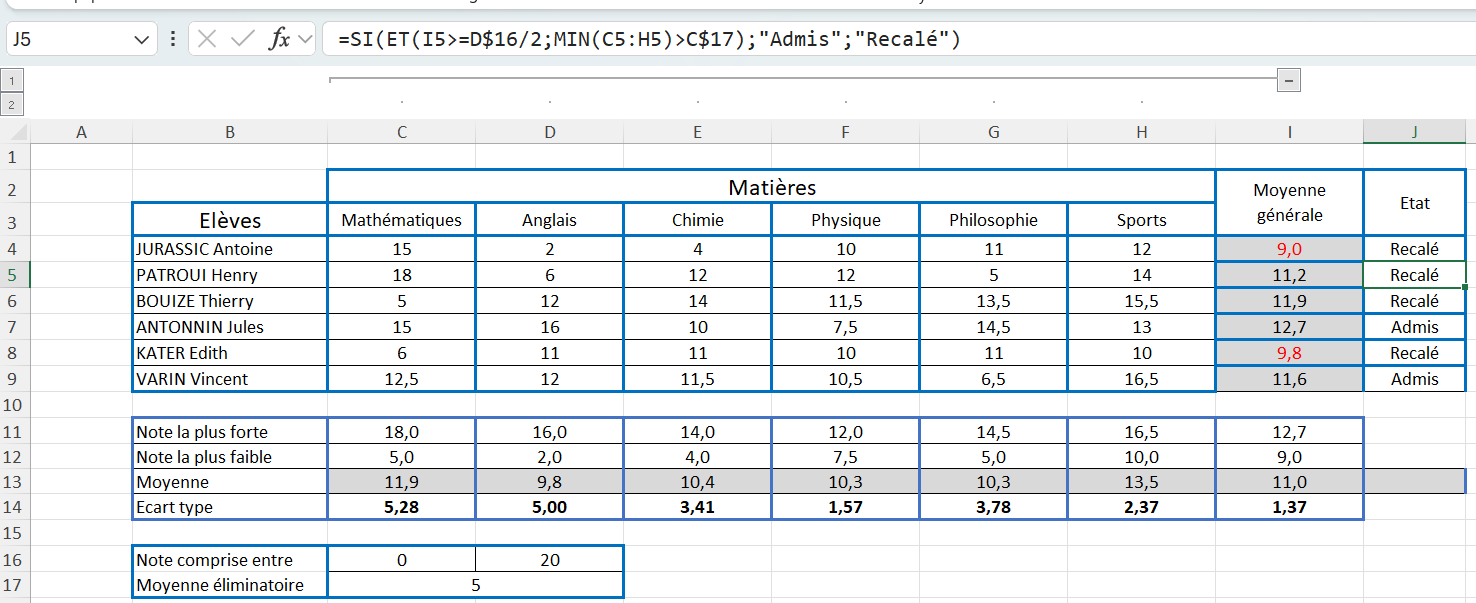 J5 fx =SI(ET(I5>=D$16/2;MIN(C5:H5)>C$17);"Admis";"Recalé")
1
2
A B C D E F G H I J
1
2 Matières Moyenne générale Etat
3 Elèves Mathématiques Anglais Chimie Physique Philosophie Sports
4 JURASSIC Antoine 15 2 4 10 11 12 9,0 Recalé
5 PATROUI Henry 18 6 12 12 5 14 11,2 Recalé
6 BOUIZE Thierry 5 12 14 11,5 13,5 15,5 11,9 Recalé
7 ANTONNIN Jules 15 16 10 7,5 14,5 13 12,7 Admis
8 KATER Edith 6 11 11 10 11 10 9,8 Recalé
9 VARIN Vincent 12,5 12 11,5 10,5 6,5 16,5 11,6 Admis
10
11 Note la plus forte 18,0 16,0 14,0 12,0 14,5 16,5 12,7
12 Note la plus faible 5,0 2,0 4,0 7,5 5,0 10,0 9,0
13 Moyenne 11,9 9,8 10,4 10,3 10,3 13,5 11,0
14 Ecart type 5,28 5,00 3,41 1,57 3,78 2,37 1,37
15
16 Note comprise entre 0 20
17 Moyenne éliminatoire 5